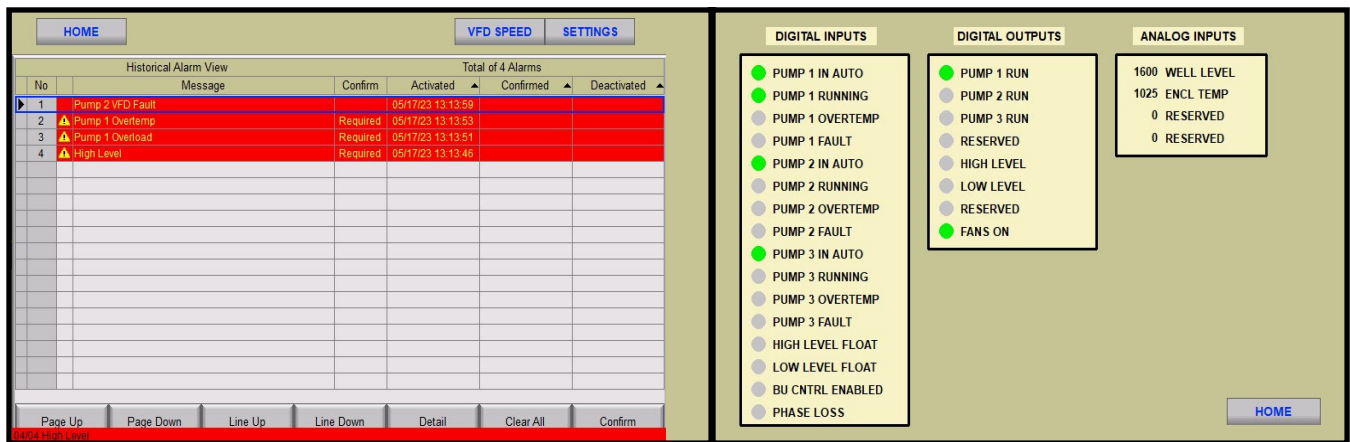 HOME VFD SPEED SETTINGS
Historical Alarm View Total of 4 Alarms
No Message Confirm Activated Confirmed Deactivated
1 Pump 2 VFD Fault 05/17/23 13:13:59
2 Pump 1 Overtemp Required 05/17/23 13:13:53
3 Pump 1 Overload Required 05/17/23 13:13:51
4 High Level Required 05/17/23 13:13:46
Page Up Page Down Line Up Line Down Detail Clear All Confirm
04/04 High Level
DIGITAL INPUTS
PUMP 1 IN AUTO
PUMP 1 RUNNING
PUMP 1 OVERTEMP
PUMP 1 FAULT
PUMP 2 IN AUTO
PUMP 2 RUNNING
PUMP 2 OVERTEMP
PUMP 2 FAULT
PUMP 3 IN AUTO
PUMP 3 RUNNING
PUMP 3 OVERTEMP
PUMP 3 FAULT
HIGH LEVEL FLOAT
LOW LEVEL FLOAT
BU CNTRL ENABLED
PHASE LOSS
DIGITAL OUTPUTS
PUMP 1 RUN
PUMP 2 RUN
PUMP 3 RUN
RESERVED
HIGH LEVEL
LOW LEVEL
RESERVED
FANS ON
ANALOG INPUTS
1600 WELL LEVEL
1025 ENCL TEMP
0 RESERVED
0 RESERVED
HOME